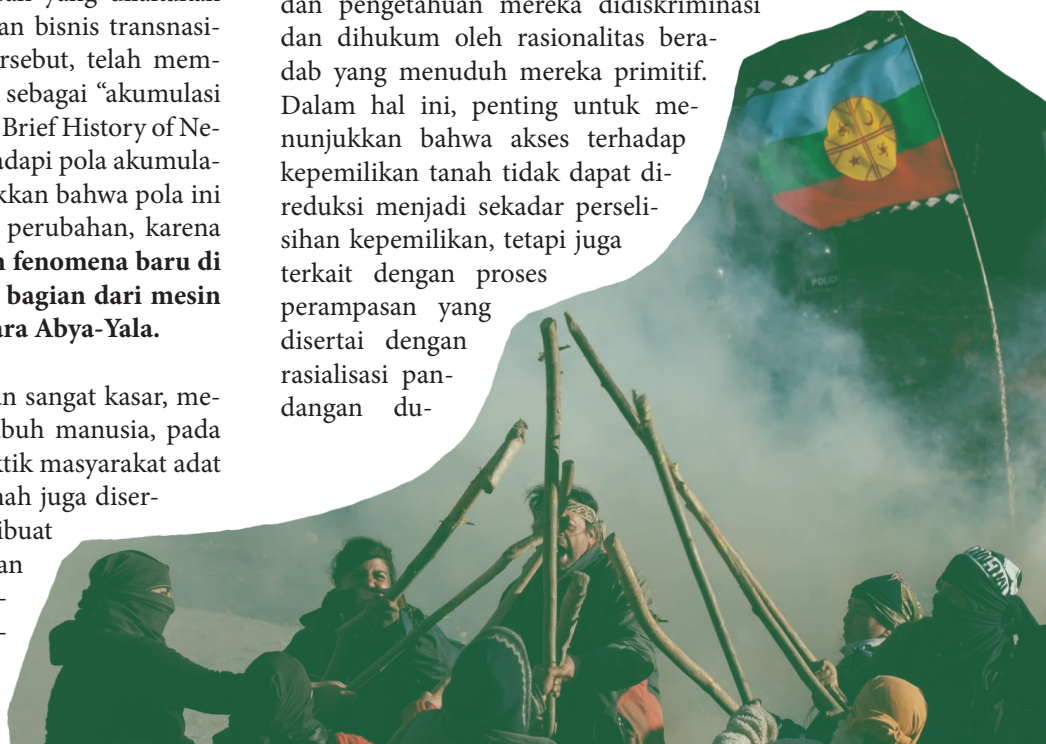 an bisnis transnasi-
rsebut, telah mem-
sebagai “akumulasi
Brief History of Ne-
adapi pola akumula-
kkan bahwa pola ini
perubahan, karena
fenomena baru di
bagian dari mesin
ara Abya-Yala.
an sangat kasar, me-
buh manusia, pada
ktik masyarakat adat
nah juga diser-
ibuat
an
dan pengetahuan mereka didiskriminasi
dan dihukum oleh rasionalitas bera-
dab yang menuduh mereka primitif.
Dalam hal ini, penting untuk me-
nunjukkan bahwa akses terhadap
kepemilikan tanah tidak dapat di-
reduksi menjadi sekadar perseli-
sihan kepemilikan, tetapi juga
terkait dengan proses
perampasan yang
disertai dengan
rasialisasi pan-
dangan du-